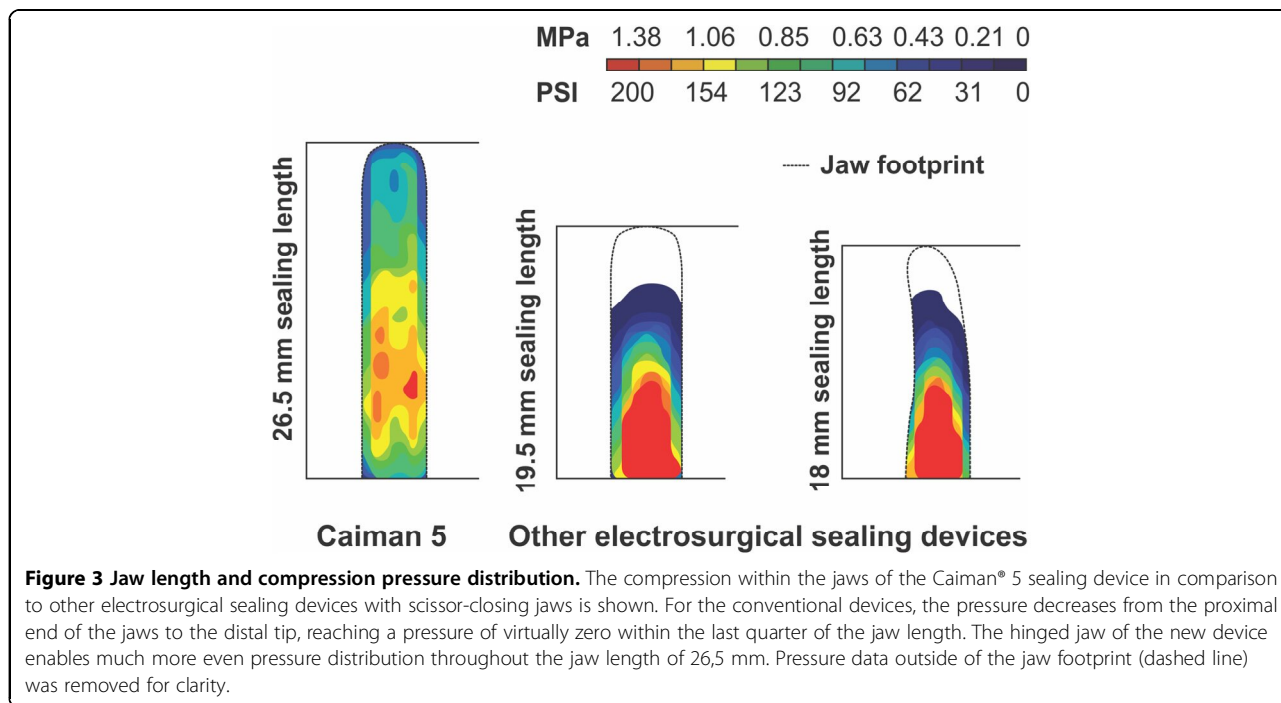 MPa 1.38 1.06 0.85 0.63 0.43 0.21 0
PSI 200 154 123 92 62 31 0
Jaw footprint
26.5 mm sealing length
19.5 mm sealing length
18 mm sealing length
Caiman 5
Other electrosurgical sealing devices
Figure 3 Jaw length and compression pressure distribution. The compression within the jaws of the Caiman® 5 sealing device in comparison
to other electrosurgical sealing devices with scissor-closing jaws is shown. For the conventional devices, the pressure decreases from the proximal
end of the jaws to the distal tip, reaching a pressure of virtually zero within the last quarter of the jaw length. The hinged jaw of the new device
enables much more even pressure distribution throughout the jaw length of 26,5 mm. Pressure data outside of the jaw footprint (dashed line)
was removed for clarity.